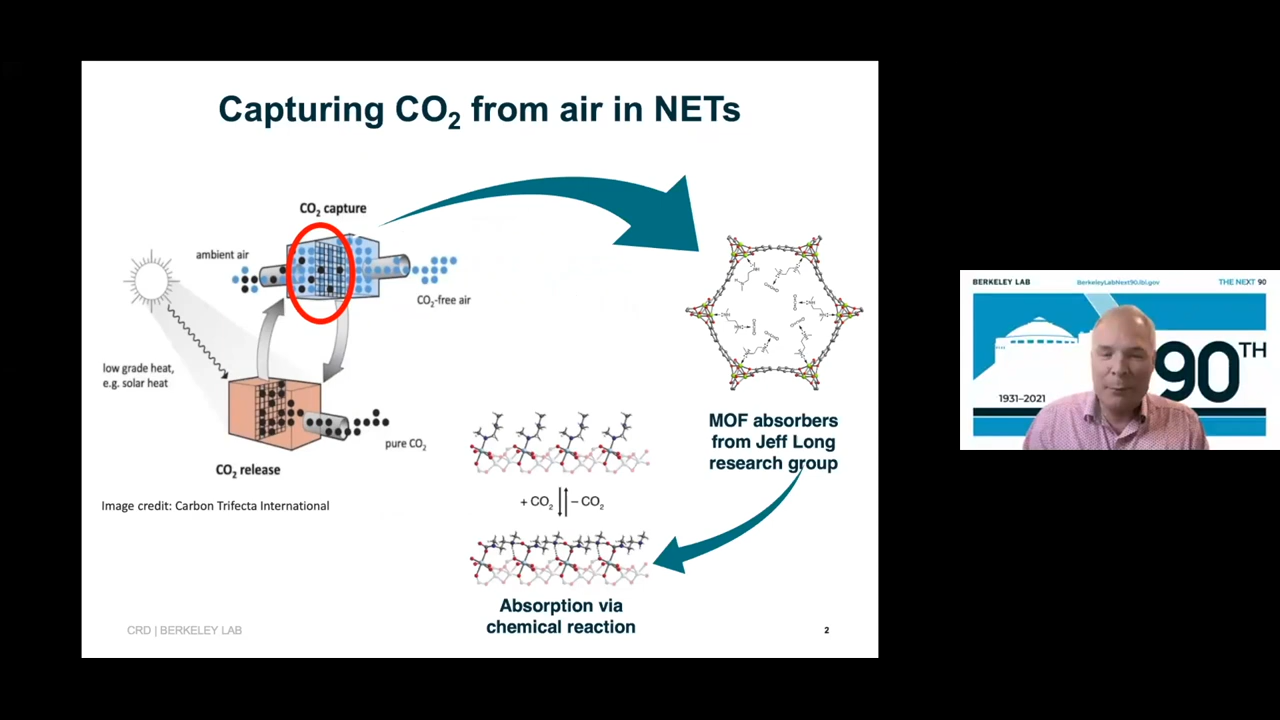 Capturing CO₂ from air in NETs
CO₂ capture
ambient air
CO₂-free air
low grade heat,
e.g. solar heat
pure CO₂
CO₂ release
Image credit: Carbon Trifecta International
MOF absorbers
from Jeff Long
research group
+ CO₂ – CO₂
Absorption via
chemical reaction
CRD | BERKELEY LAB
2
BERKELEY LAB
BerkeleyLabNext90.lbl.gov
THE NEXT 90
90TH
1931–2021